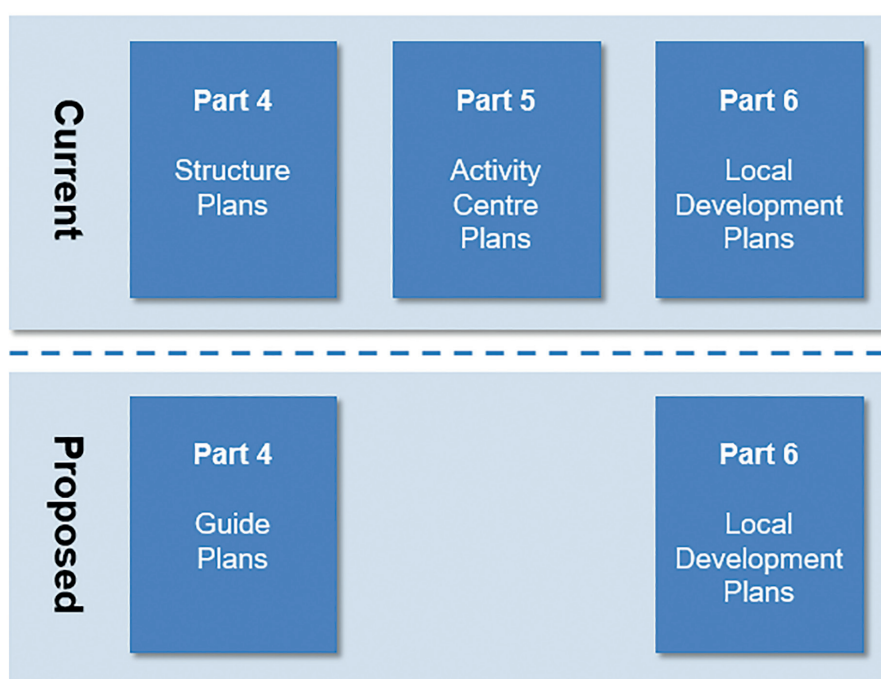 Current
Part 4
Structure
Plans
Part 5
Activity
Centre
Plans
Part 6
Local
Development
Plans
Proposed
Part 4
Guide
Plans
Part 6
Local
Development
Plans